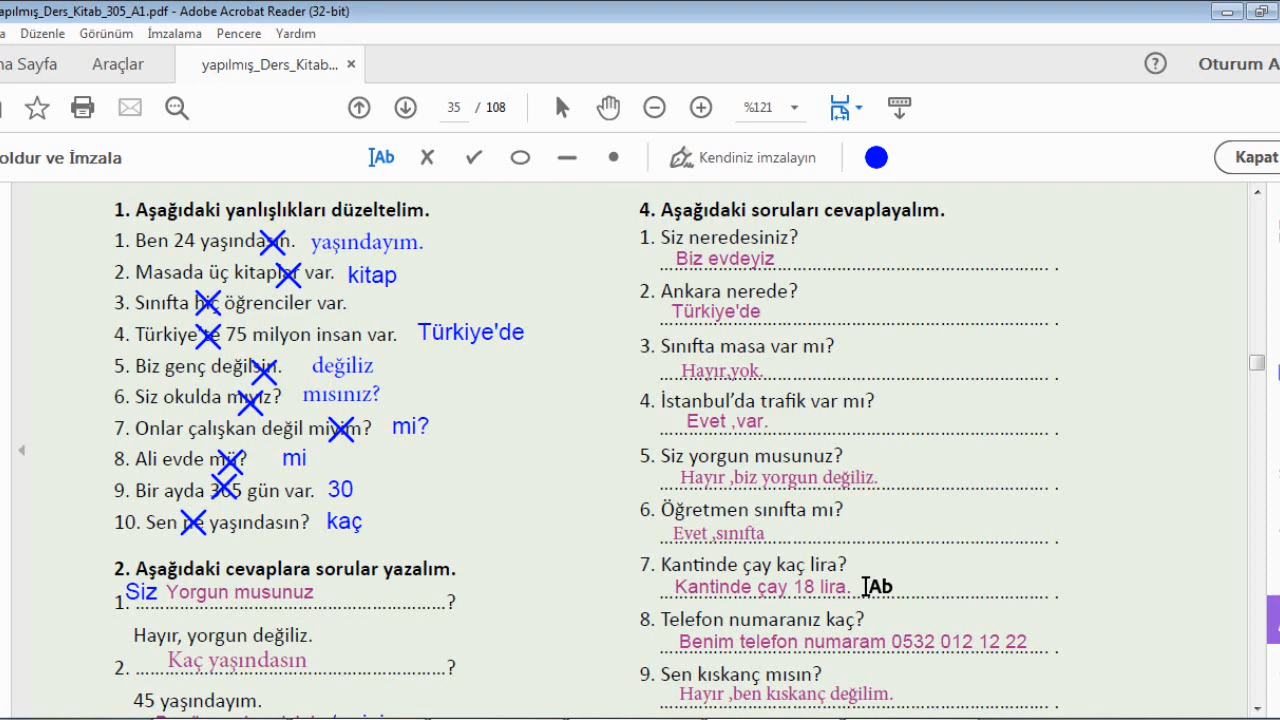 apılmış_Ders_Kitab_305_A1.pdf - Adobe Acrobat Reader (32-bit)
Düzenle Görünüm İmzalama Pencere Yardım
na Sayfa Araçlar yapılmış_Ders_Kitab... × ? Oturum A
35 / 108 %121
oldur ve İmzala Ab Kendiniz imzalayın Kapat
1. Aşağıdaki yanlışlıkları düzeltelim.
1. Ben 24 yaşındasın. yaşındayım.
2. Masada üç kitaplar var. kitap
3. Sınıfta hiç öğrenciler var.
4. Türkiye'te 75 milyon insan var. Türkiye'de
5. Biz genç değilsin. değiliz
6. Siz okulda mıyız? mısınız?
7. Onlar çalışkan değil miyim? mi?
8. Ali evde mü? mi
9. Bir ayda 365 gün var. 30
10. Sen ne yaşındasın? kaç
2. Aşağıdaki cevaplara sorular yazalım.
1. Siz Yorgun musunuz ?
Hayır, yorgun değiliz.
2. Kaç yaşındasın ?
45 yaşındayım.
4. Aşağıdaki soruları cevaplayalım.
1. Siz neredesiniz?
Biz evdeyiz .
2. Ankara nerede?
Türkiye'de .
3. Sınıfta masa var mı?
Hayır,yok. .
4. İstanbul’da trafik var mı?
Evet ,var. .
5. Siz yorgun musunuz?
Hayır ,biz yorgun değiliz. .
6. Öğretmen sınıfta mı?
Evet ,sınıfta .
7. Kantinde çay kaç lira?
Kantinde çay 18 lira. Ab .
8. Telefon numaranız kaç?
Benim telefon numaram 0532 012 12 22 .
9. Sen kıskanç mısın?
Hayır ,ben kıskanç değilim. .